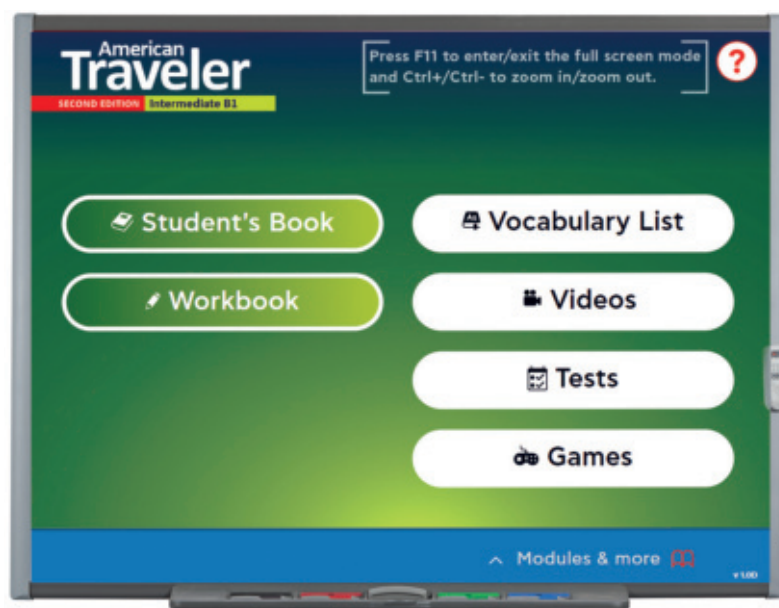 American
Traveler
SECOND EDITION Intermediate B1
Press F11 to enter/exit the full screen mode
and Ctrl+/Ctrl- to zoom in/zoom out.
?
Student's Book
Workbook
Vocabulary List
Videos
Tests
Games
Modules & more
v 1.00